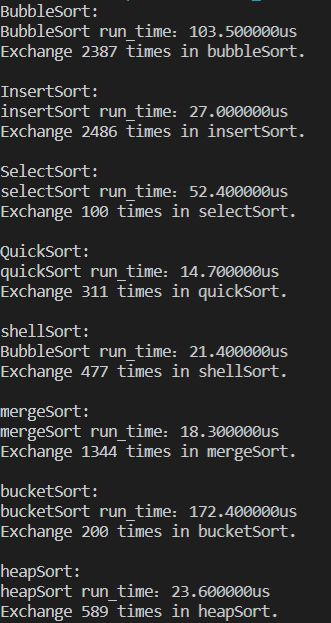 BubbleSort:
BubbleSort run_time：103.500000us
Exchange 2387 times in bubbleSort.
InsertSort:
insertSort run_time：27.000000us
Exchange 2486 times in insertSort.
SelectSort:
selectSort run_time：52.400000us
Exchange 100 times in selectSort.
QuickSort:
quickSort run_time：14.700000us
Exchange 311 times in quickSort.
shellSort:
BubbleSort run_time：21.400000us
Exchange 477 times in shellSort.
mergeSort:
mergeSort run_time：18.300000us
Exchange 1344 times in mergeSort.
bucketSort:
bucketSort run_time：172.400000us
Exchange 200 times in bucketSort.
heapSort:
heapSort run_time：23.600000us
Exchange 589 times in heapSort.